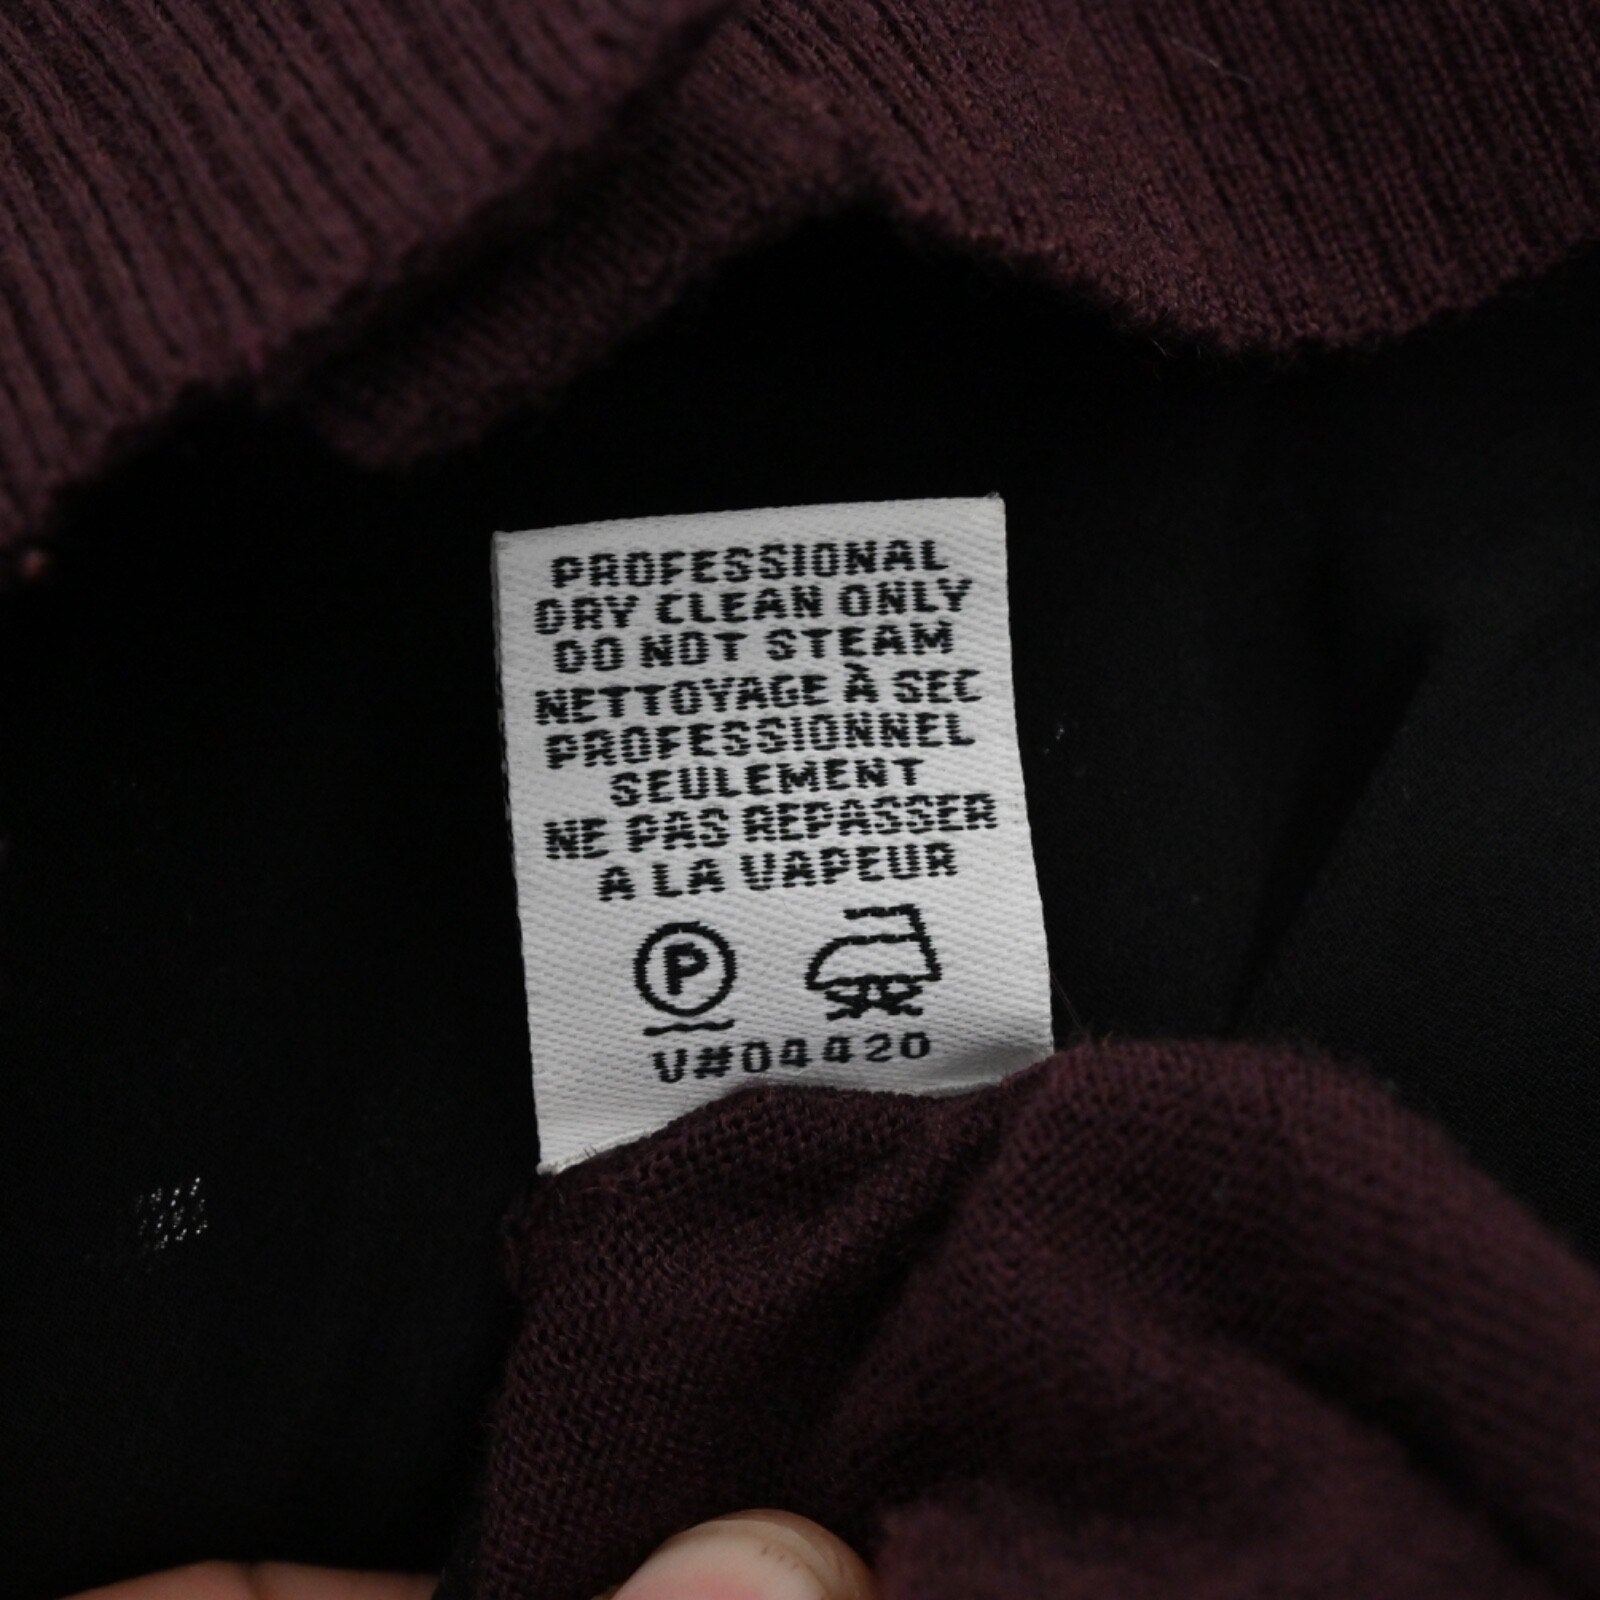 PROFESSIONAL
DRY CLEAN ONLY
DO NOT STEAM
NETTOYAGE À SEC
PROFESSIONNEL
SEULEMENT
NE PAS REPASSER
A LA VAPEUR
P
V#04420